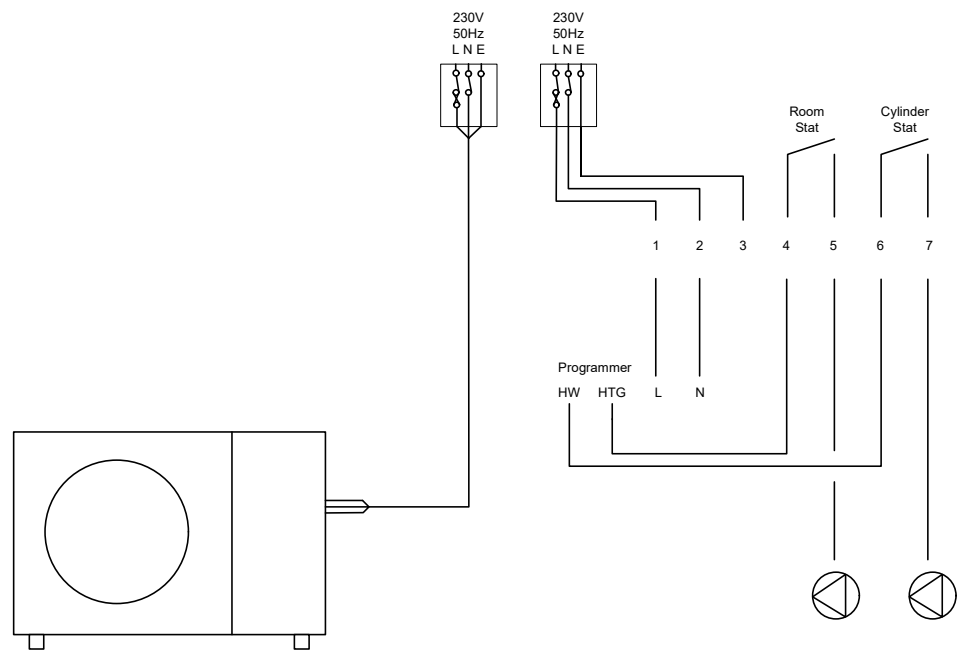 230V
50Hz
L N E
230V
50Hz
L N E
Room
Stat
Cylinder
Stat
1 2 3 4 5 6 7
Programmer
HW HTG L N